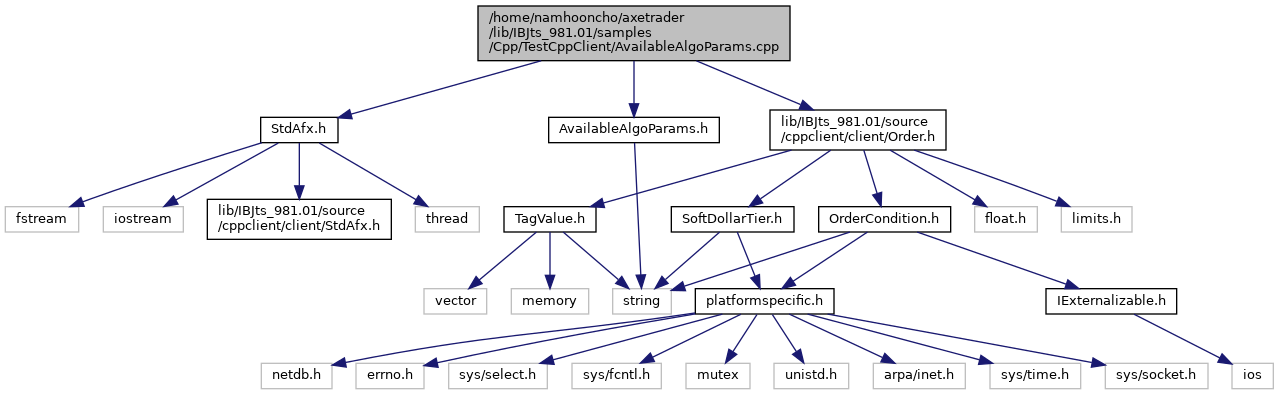 /home/namhooncho/axetrader
/lib/IBJts_981.01/samples
/Cpp/TestCppClient/AvailableAlgoParams.cpp
StdAfx.h
AvailableAlgoParams.h
lib/IBJts_981.01/source
/cppclient/client/Order.h
fstream
iostream
lib/IBJts_981.01/source
/cppclient/client/StdAfx.h
thread
TagValue.h
SoftDollarTier.h
OrderCondition.h
float.h
limits.h
vector
memory
string
platformspecific.h
IExternalizable.h
netdb.h
errno.h
sys/select.h
sys/fcntl.h
mutex
unistd.h
arpa/inet.h
sys/time.h
sys/socket.h
ios